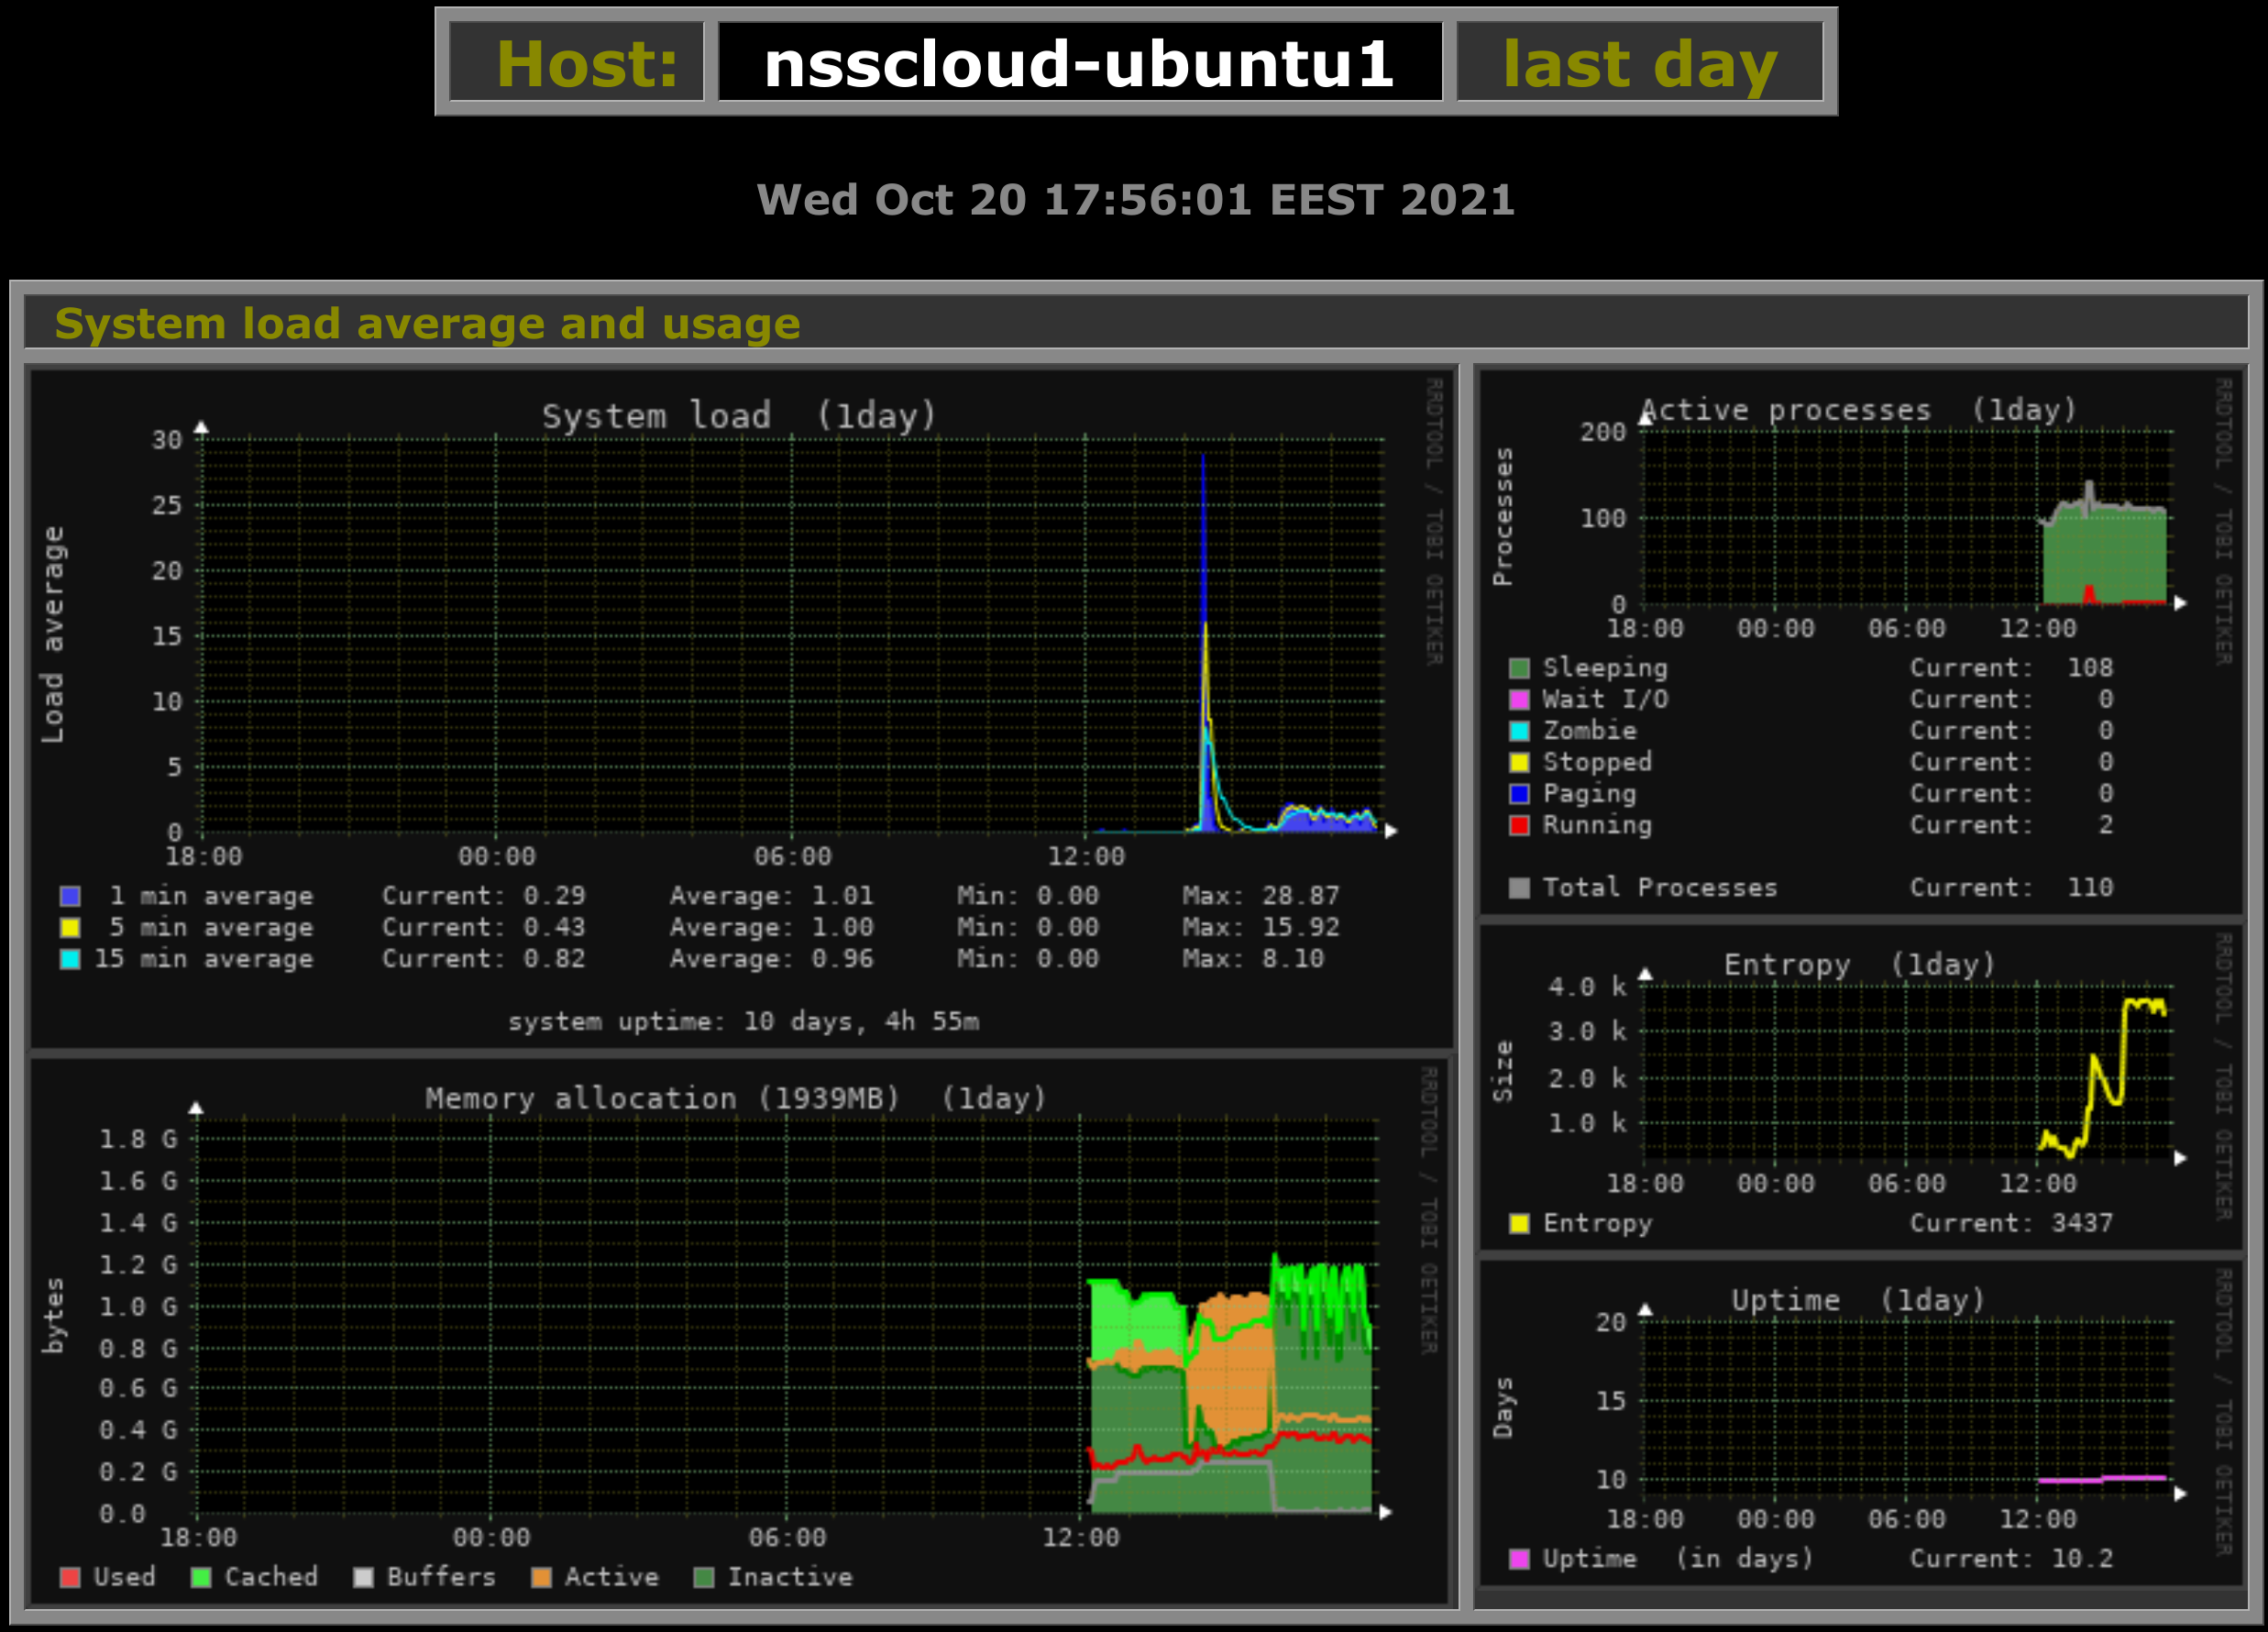 Host: nsscloud-ubuntu1 last day
Wed Oct 20 17:56:01 EEST 2021
System load average and usage
System load (1day)
RRDTOOL / TOBI OETIKER
Load average
30
25
20
15
10
5
0
18:00 00:00 06:00 12:00
1 min average Current: 0.29 Average: 1.01 Min: 0.00 Max: 28.87
5 min average Current: 0.43 Average: 1.00 Min: 0.00 Max: 15.92
15 min average Current: 0.82 Average: 0.96 Min: 0.00 Max: 8.10
system uptime: 10 days, 4h 55m
Memory allocation (1939MB) (1day)
RRDTOOL / TOBI OETIKER
bytes
1.8 G
1.6 G
1.4 G
1.2 G
1.0 G
0.8 G
0.6 G
0.4 G
0.2 G
0.0
18:00 00:00 06:00 12:00
Used Cached Buffers Active Inactive
Active processes (1day)
RRDTOOL / TOBI OETIKER
Processes
200
100
0
18:00 00:00 06:00 12:00
Sleeping Current: 108
Wait I/O Current: 0
Zombie Current: 0
Stopped Current: 0
Paging Current: 0
Running Current: 2
Total Processes Current: 110
Entropy (1day)
RRDTOOL / TOBI OETIKER
Size
4.0 k
3.0 k
2.0 k
1.0 k
18:00 00:00 06:00 12:00
Entropy Current: 3437
Uptime (1day)
RRDTOOL / TOBI OETIKER
Days
20
15
10
18:00 00:00 06:00 12:00
Uptime (in days) Current: 10.2